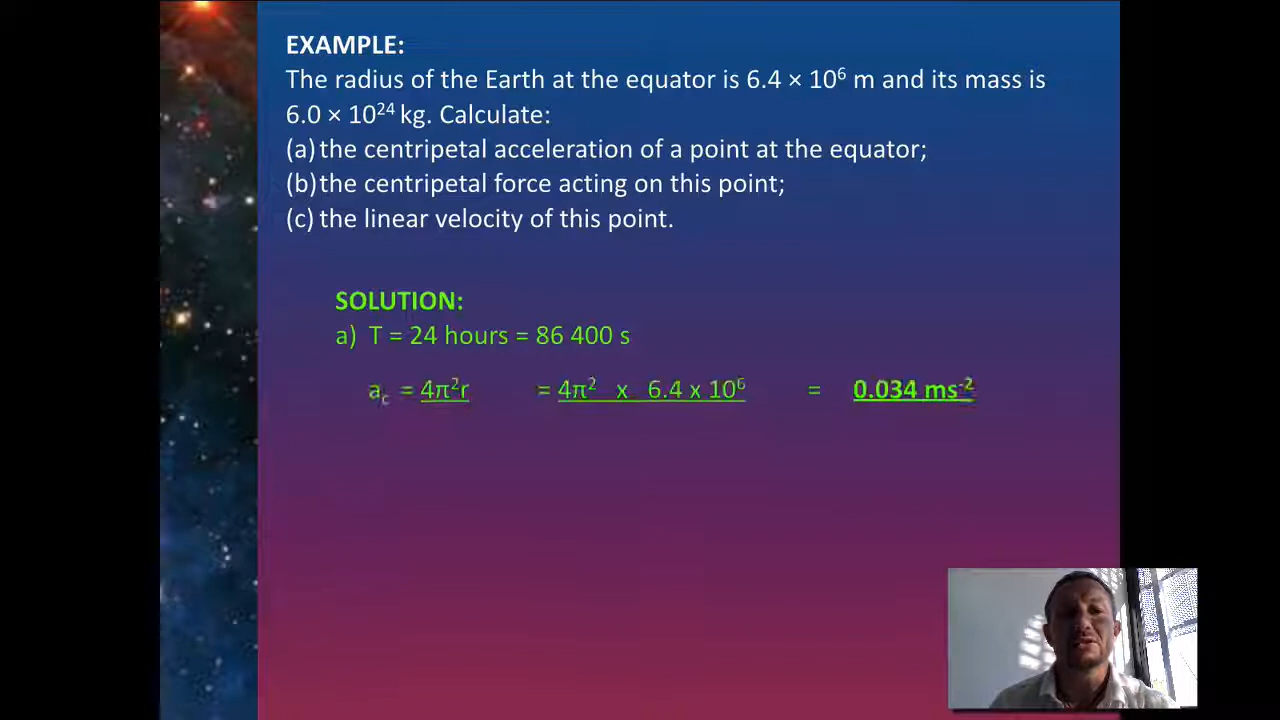 EXAMPLE:
The radius of the Earth at the equator is 6.4 × 10⁶ m and its mass is
6.0 × 10²⁴ kg. Calculate:
(a) the centripetal acceleration of a point at the equator;
(b) the centripetal force acting on this point;
(c) the linear velocity of this point.
SOLUTION:
a) T = 24 hours = 86 400 s
a꜀ = 4π²r = 4π² x 6.4 x 10⁶ = 0.034 ms⁻²